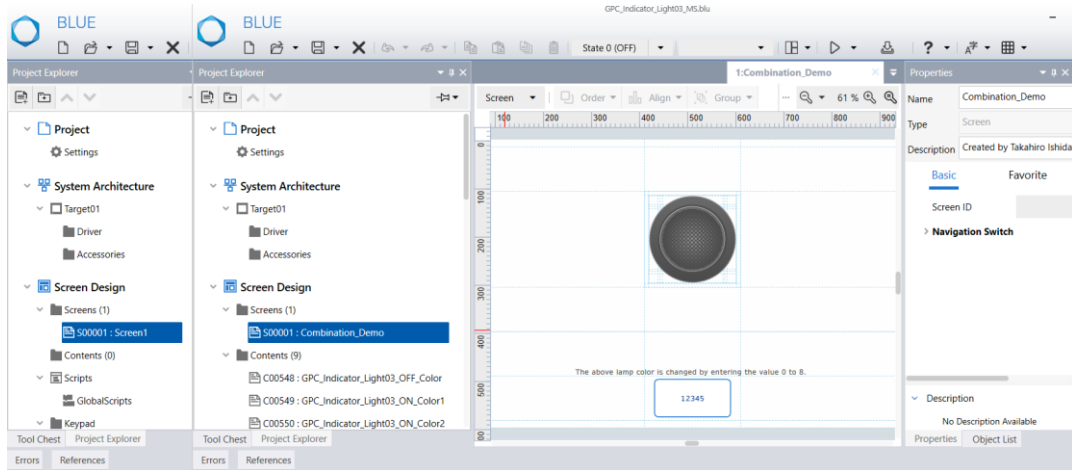 GPC_Indicator_Light03_MS.blu
BLUE
Project Explorer
Project
Settings
System Architecture
Target01
Driver
Accessories
Screen Design
Screens (1)
S00001 : Screen1
Contents (0)
Scripts
GlobalScripts
Keypad
Tool Chest Project Explorer
Errors References
BLUE
State 0 (OFF)
Project Explorer
Project
Settings
System Architecture
Target01
Driver
Accessories
Screen Design
Screens (1)
S00001 : Combination_Demo
Contents (9)
C00548 : GPC_Indicator_Light03_OFF_Color
C00549 : GPC_Indicator_Light03_ON_Color1
C00550 : GPC_Indicator_Light03_ON_Color2
Tool Chest Project Explorer
Errors References
1:Combination_Demo
Screen Order Align Group 61 %
100 200 300 400 500 600 700 800 900
0
100
200
300
400
The above lamp color is changed by entering the value 0 to 8.
500
12345
Properties
Name Combination_Demo
Type Screen
Description Created by Takahiro Ishida
Basic Favorite
Screen ID
Navigation Switch
Description
No Description Available
Properties Object List